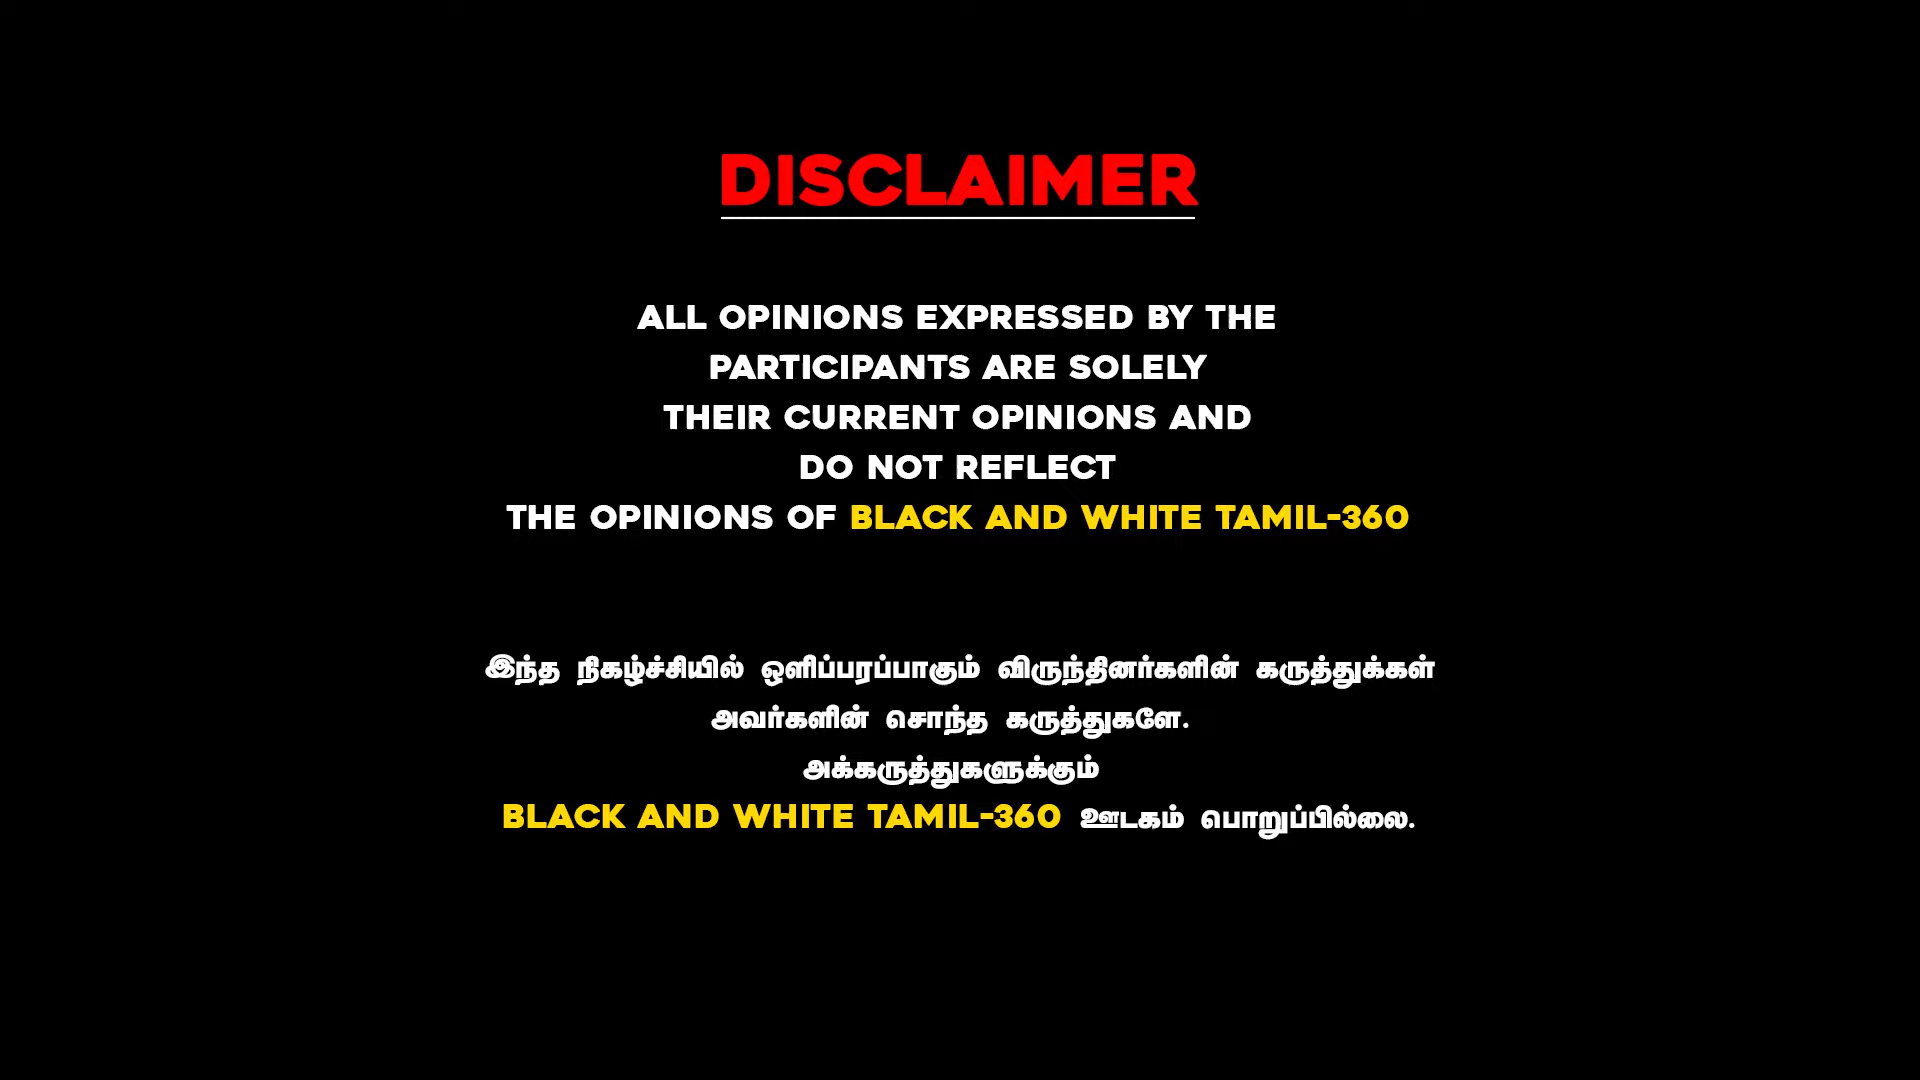 DISCLAIMER
ALL OPINIONS EXPRESSED BY THE
PARTICIPANTS ARE SOLELY
THEIR CURRENT OPINIONS AND
DO NOT REFLECT
THE OPINIONS OF BLACK AND WHITE TAMIL-360
இந்த நிகழ்ச்சியில் ஒளிப்பரப்பாகும் விருந்தினர்களின் கருத்துக்கள்
அவர்களின் சொந்த கருத்துகளே.
அக்கருத்துகளுக்கும்
BLACK AND WHITE TAMIL-360 ஊடகம் பொறுப்பில்லை.